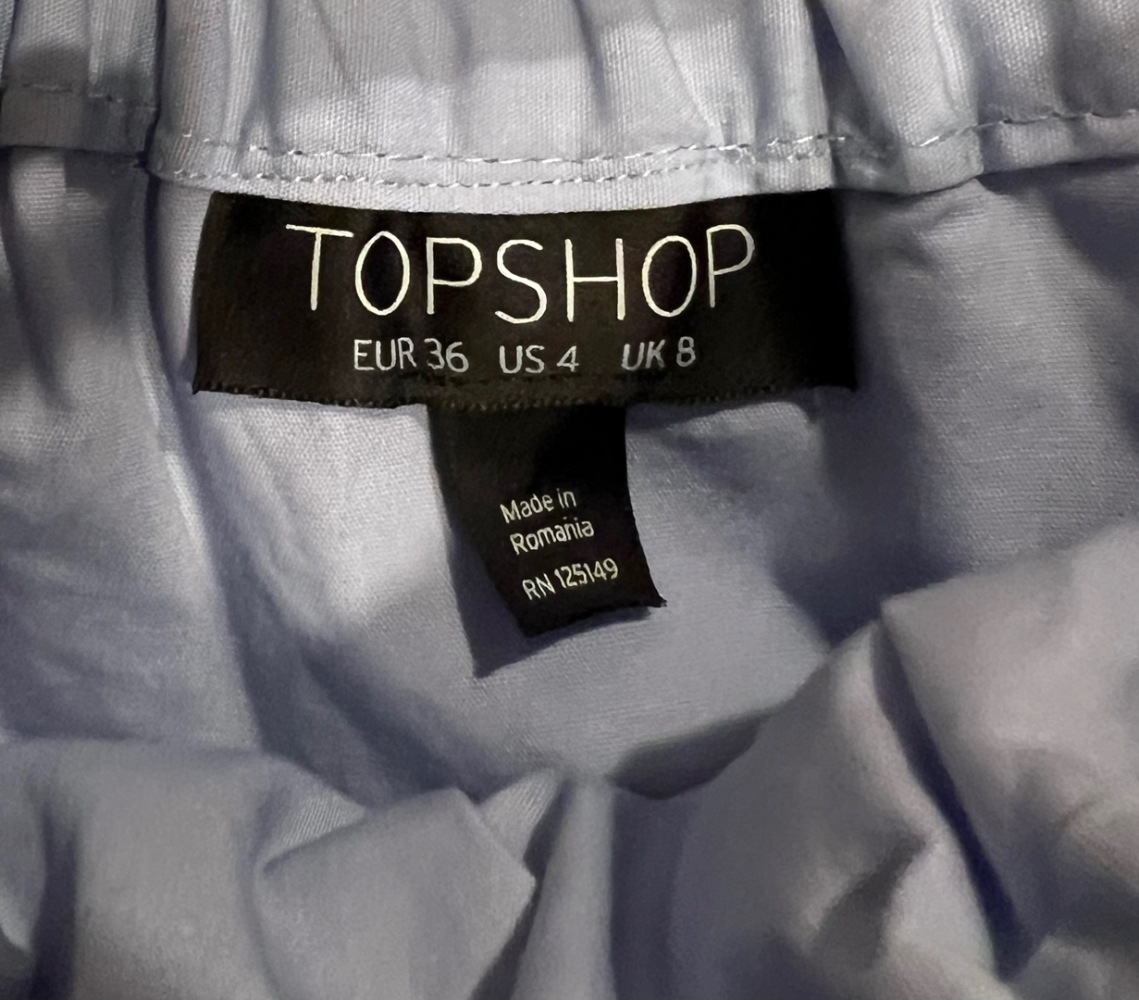 TOPSHOP
EUR 36 US 4 UK 8
Made in
Romania
RN 125149